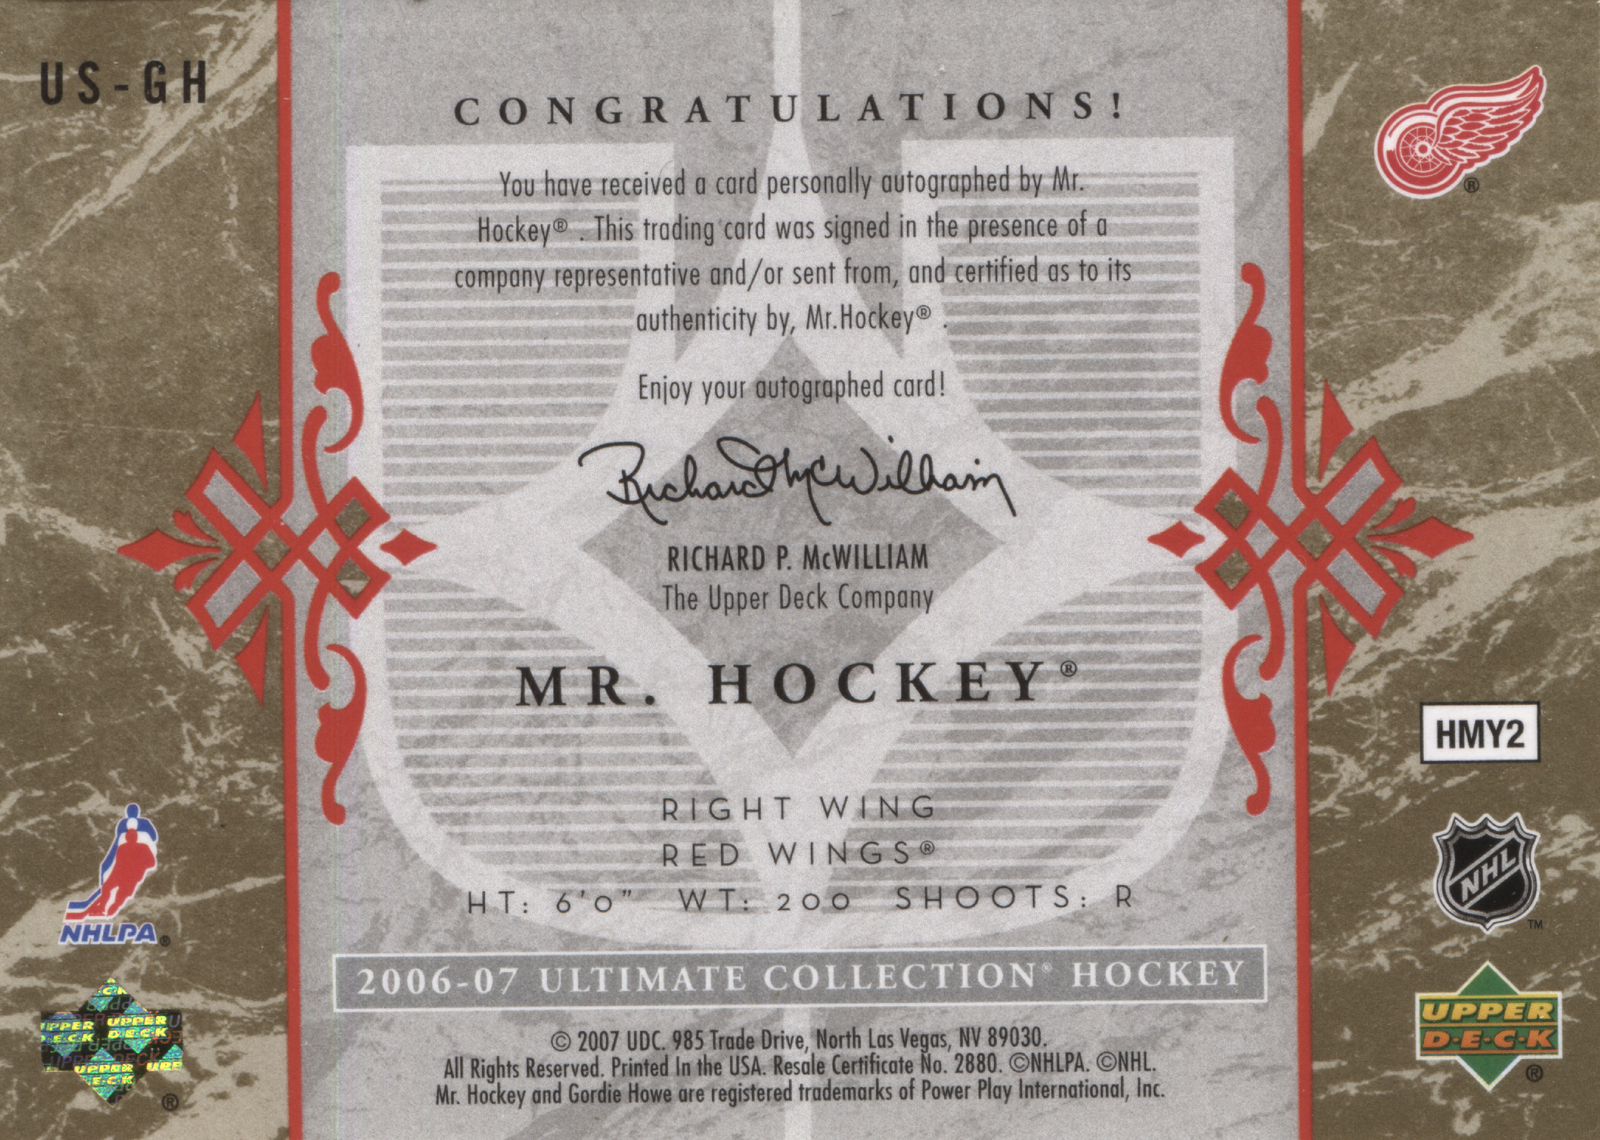 US-GH
CONGRATULATIONS!
You have received a card personally autographed by Mr.
Hockey® . This trading card was signed in the presence of a
company representative and/or sent from, and certified as to its
authenticity by, Mr.Hockey® .
Enjoy your autographed card!
Richard McWilliam
RICHARD P. McWILLIAM
The Upper Deck Company
MR. HOCKEY®
HMY2
RIGHT WING
RED WINGS®
HT: 6'0" WT: 200 SHOOTS: R
NHL
™
NHLPA®
2006-07 ULTIMATE COLLECTION® HOCKEY
UPPER
D·E·C·K
®
© 2007 UDC. 985 Trade Drive, North Las Vegas, NV 89030.
All Rights Reserved. Printed In the USA. Resale Certificate No. 2880. ©NHLPA. ©NHL.
Mr. Hockey and Gordie Howe are registered trademarks of Power Play International, Inc.